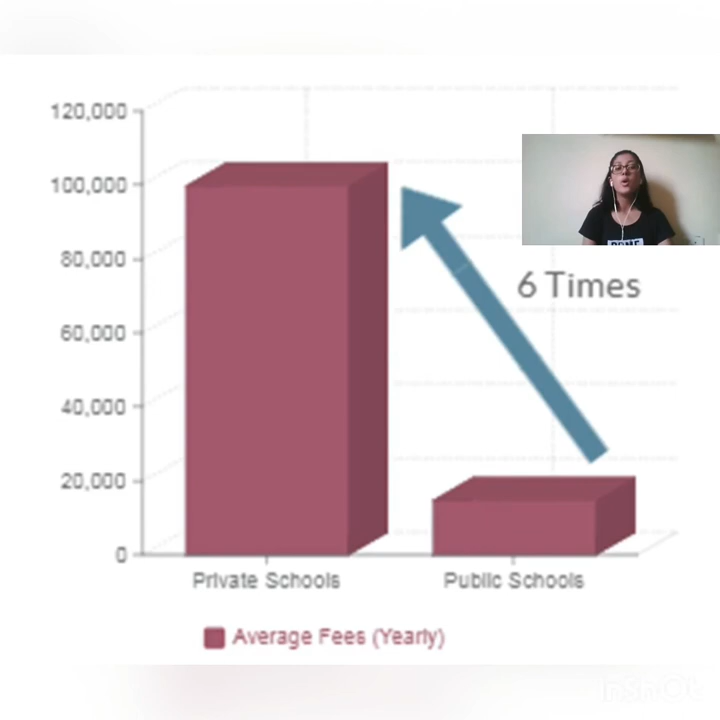 120,000
100,000
80,000
60,000
40,000
20,000
0
6 Times
Private Schools
Public Schools
Average Fees (Yearly)
InShOt